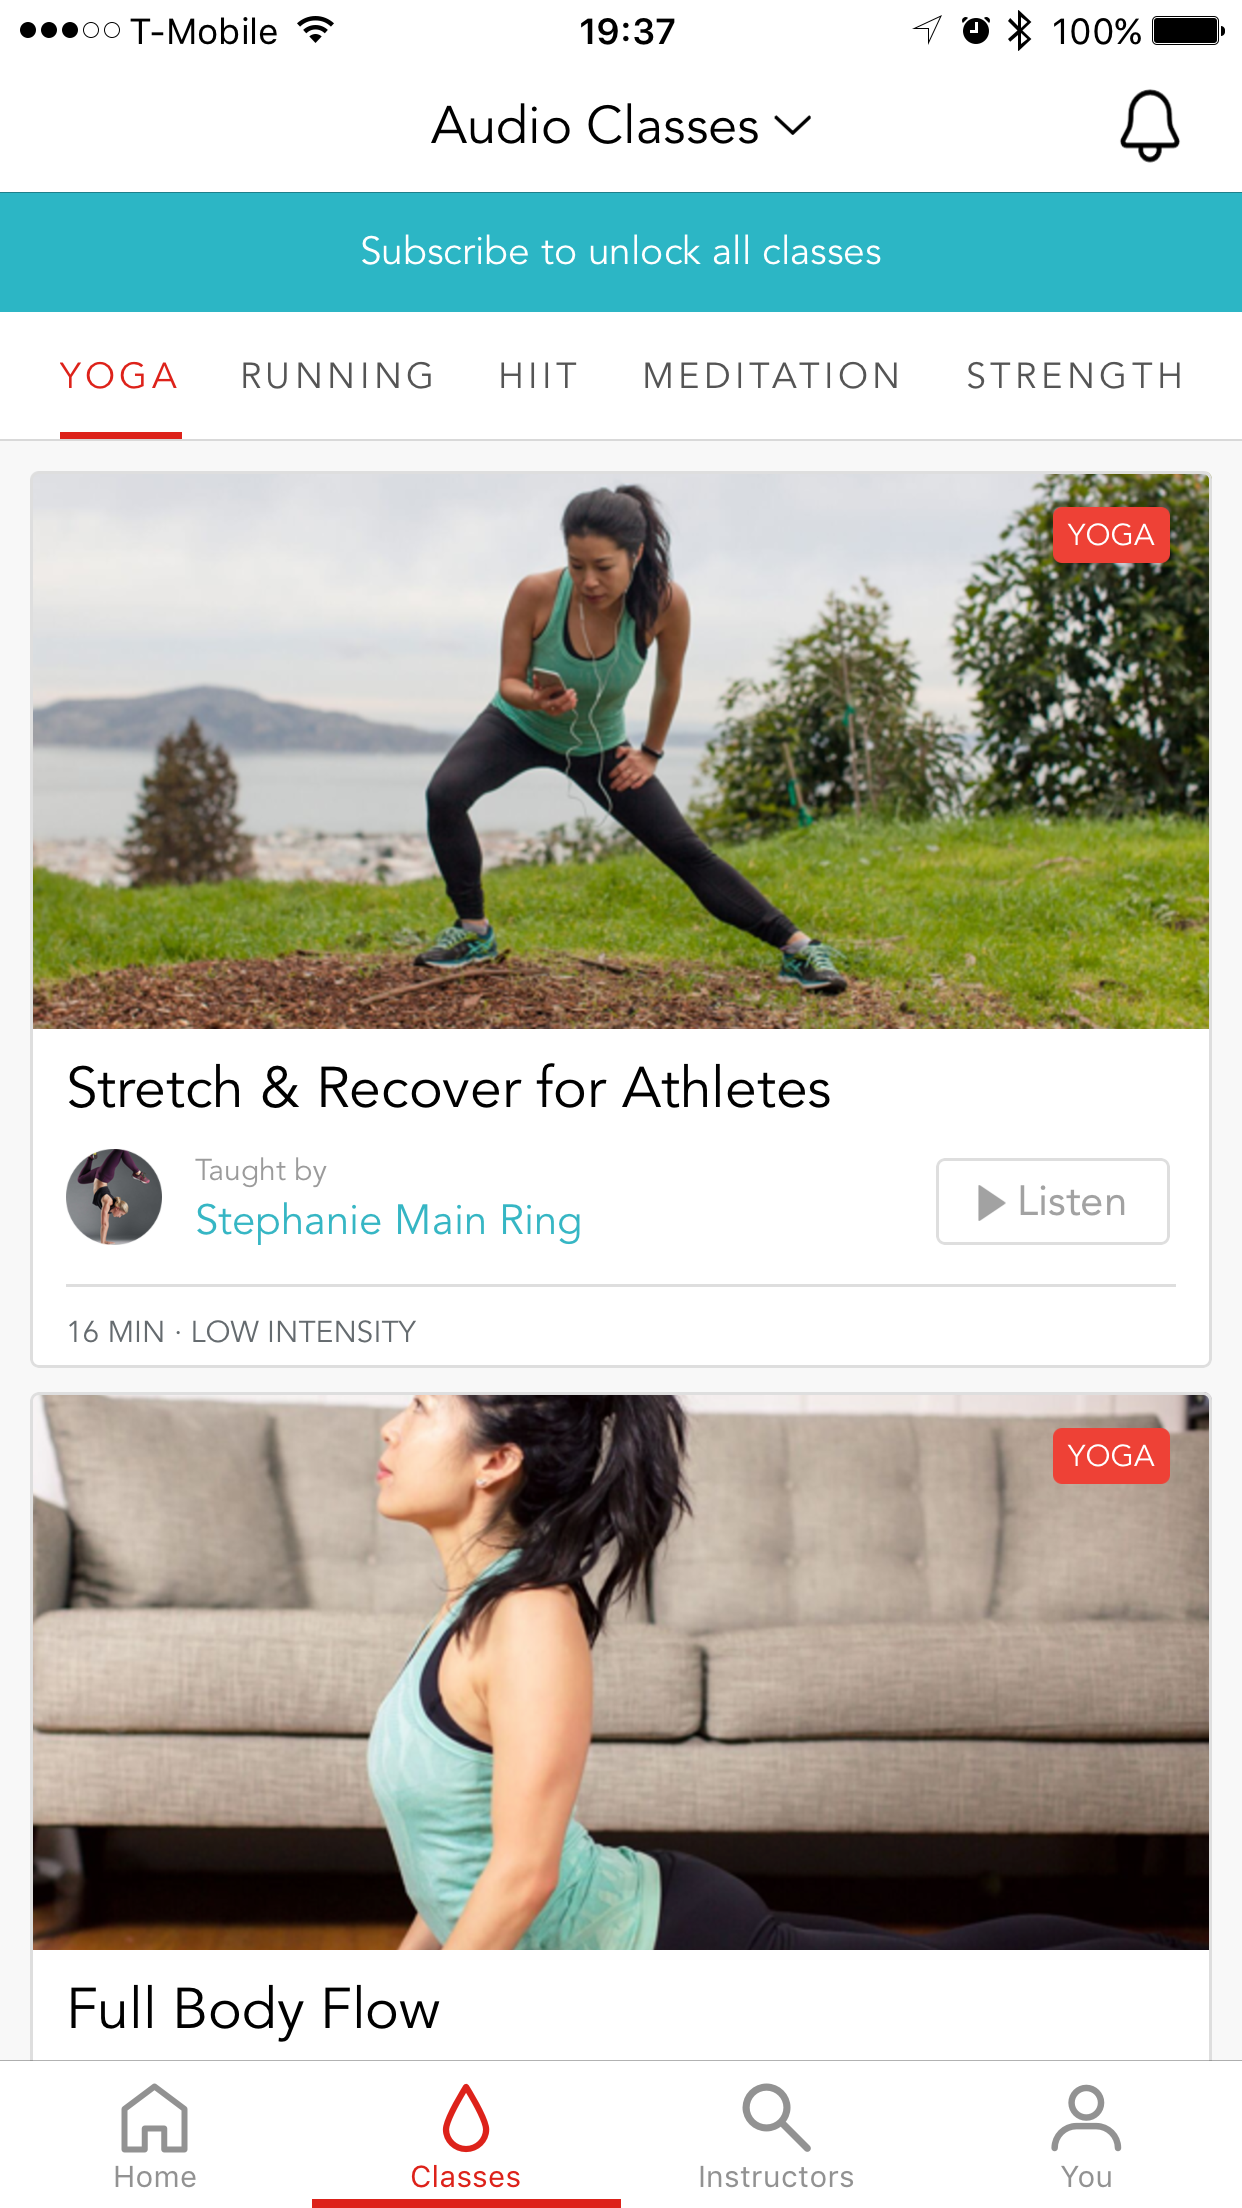 T-Mobile 19:37 100%
Audio Classes
Subscribe to unlock all classes
YOGA RUNNING HIIT MEDITATION STRENGTH
YOGA
Stretch & Recover for Athletes
Taught by
Stephanie Main Ring
Listen
16 MIN · LOW INTENSITY
YOGA
Full Body Flow
Home Classes Instructors You